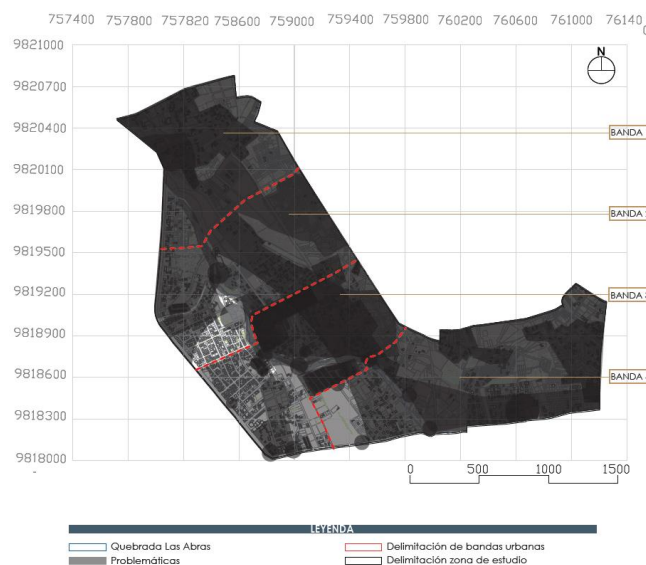 757400 757800 758200 758600 759000 759400 759800 760200 760600 761000 76140
9821000
N
9820700
9820400
BANDA
9820100
9819800
BANDA
9819500
9819200
BANDA
9818900
9818600
BANDA
9818300
9818000
0 500 1000 1500
LEYENDA
Quebrada Las Abras
Delimitación de bandas urbanas
Problemáticas
Delimitación zona de estudio